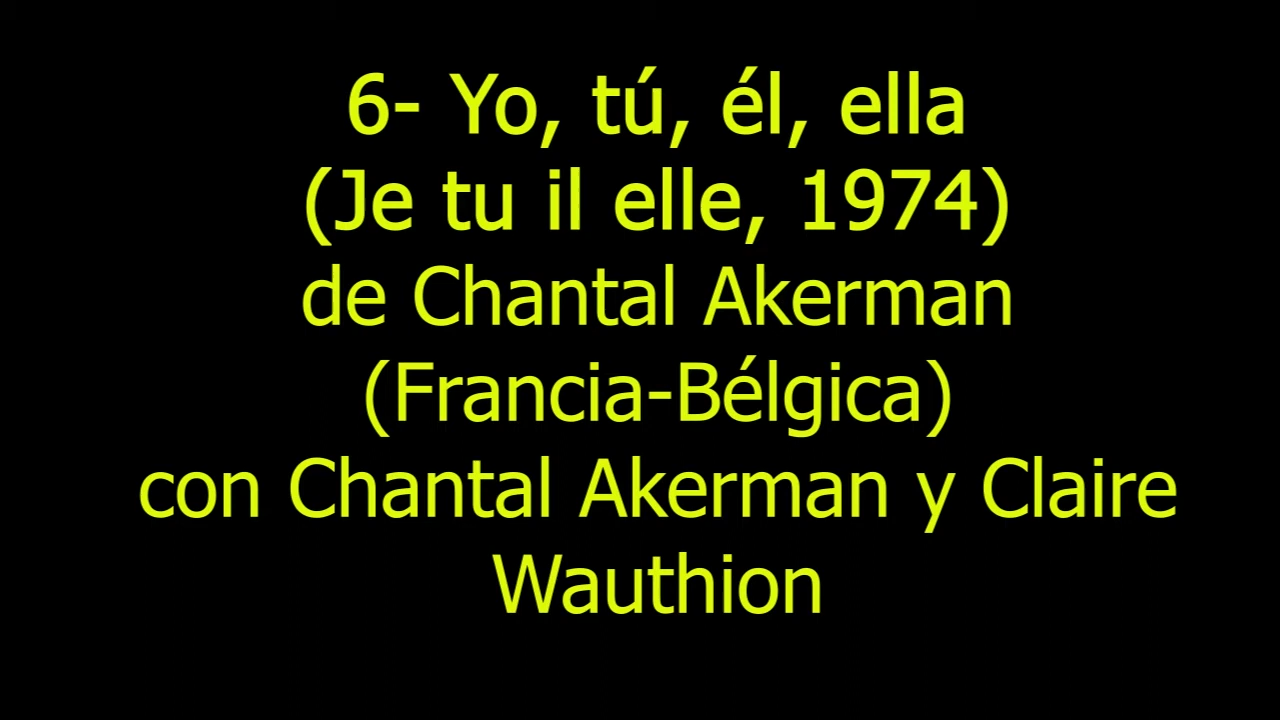 6- Yo, tú, él, ella
(Je tu il elle, 1974)
de Chantal Akerman
(Francia-Bélgica)
con Chantal Akerman y Claire
Wauthion